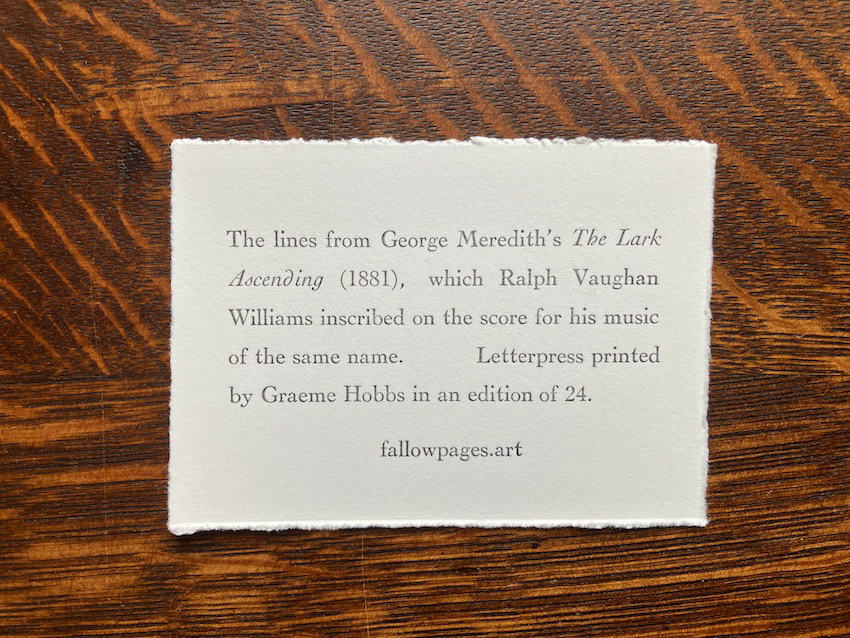 The lines from George Meredith's The Lark
Ascending (1881), which Ralph Vaughan
Williams inscribed on the score for his music
of the same name. Letterpress printed
by Graeme Hobbs in an edition of 24.
fallowpages.art